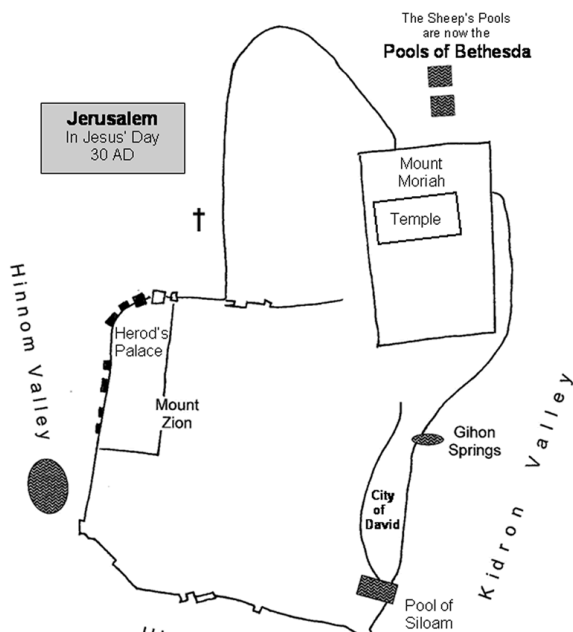 The Sheep's Pools
are now the
Pools of Bethesda
Jerusalem
In Jesus' Day
30 AD
Mount
Moriah
Temple
Hinnom Valley
Herod's
Palace
Mount
Zion
Gihon
Springs
Kidron Valley
City
of
David
Pool of
Siloam